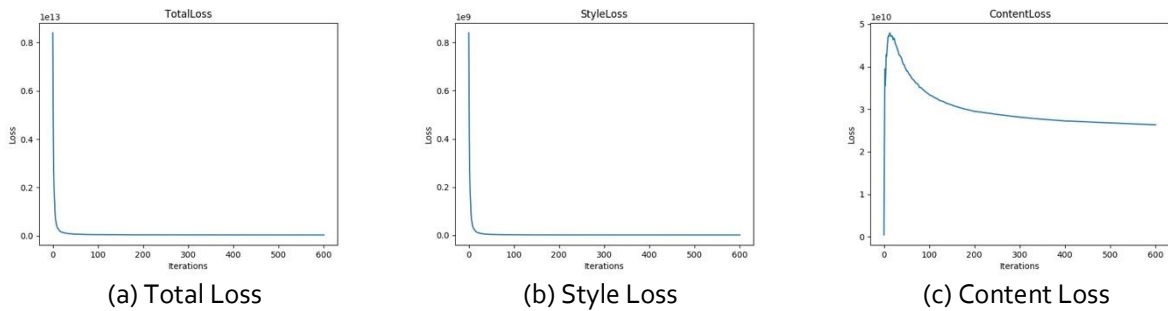 TotalLoss
1e13
0.8
0.6
0.4
0.2
0.0
Loss
0 100 200 300 400 500 600
Iterations
(a) Total Loss
StyleLoss
1e9
0.8
0.6
0.4
0.2
0.0
Loss
0 100 200 300 400 500 600
Iterations
(b) Style Loss
ContentLoss
1e10
5
4
3
2
1
0
Loss
0 100 200 300 400 500 600
Iterations
(c) Content Loss